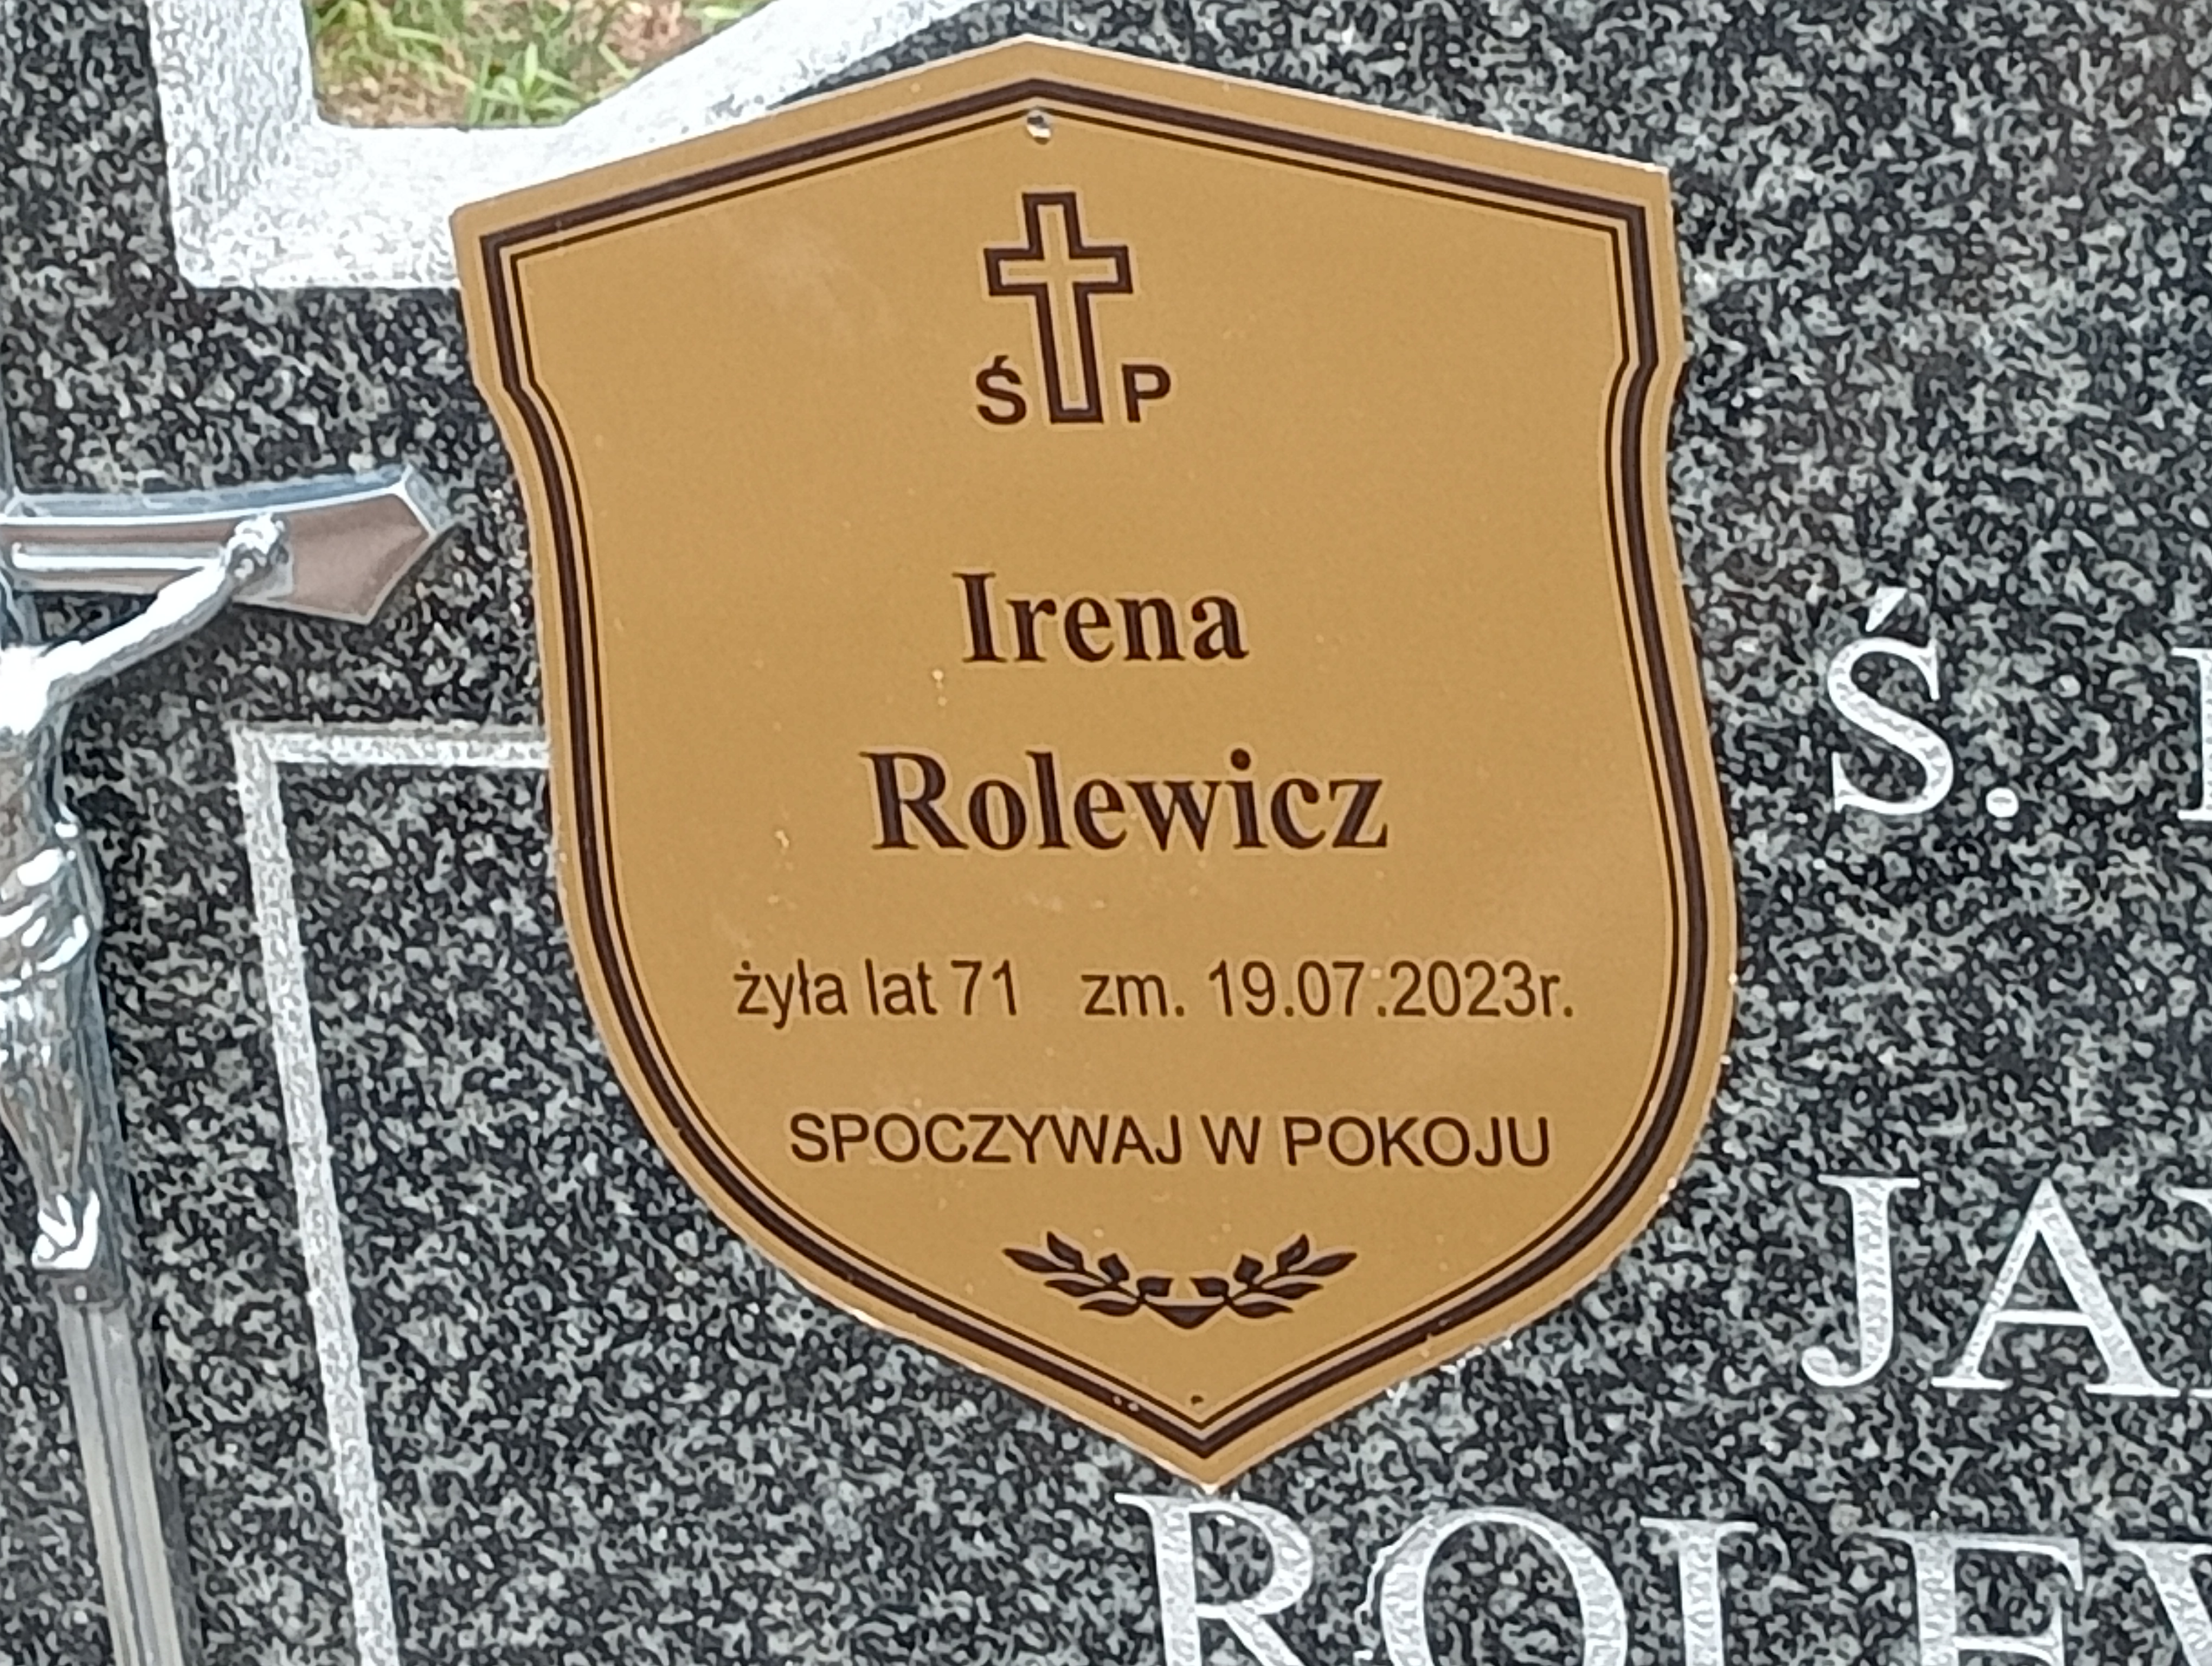 Ś P
Irena
Rolewicz
żyła lat 71 zm. 19.07.2023r.
SPOCZYWAJ W POKOJU
Ś.